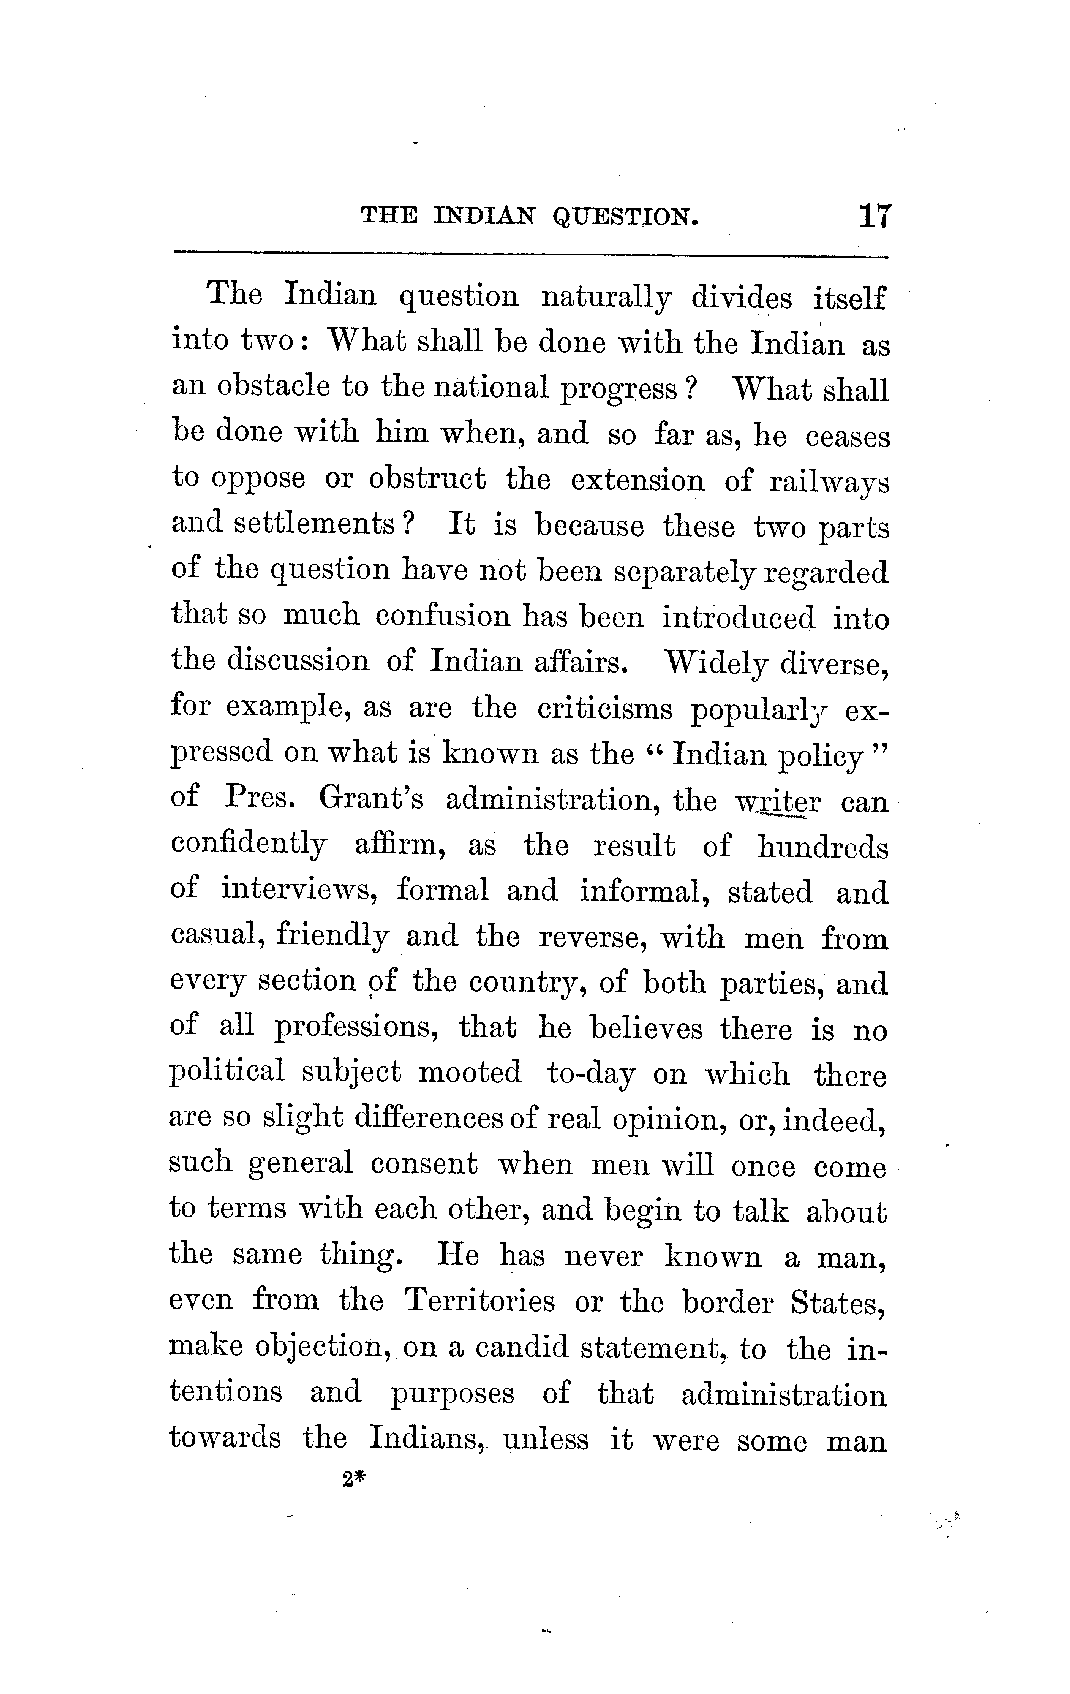 THE INDIAN QUESTION. 17
The Indian question naturally divides itself
into two: What shall be done with the Indian as
an obstacle to the national progress? What shall
be done with him when, and so far as, he ceases
to oppose or obstruct the extension of railways
and settlements? It is because these two parts
of the question have not been separately regarded
that so much confusion has been introduced into
the discussion of Indian affairs. Widely diverse,
for example, as are the criticisms popularly ex-
pressed on what is known as the “Indian policy”
of Pres. Grant’s administration, the writer can
confidently affirm, as the result of hundreds
of interviews, formal and informal, stated and
casual, friendly and the reverse, with men from
every section of the country, of both parties, and
of all professions, that he believes there is no
political subject mooted to-day on which there
are so slight differences of real opinion, or, indeed,
such general consent when men will once come
to terms with each other, and begin to talk about
the same thing. He has never known a man,
even from the Territories or the border States,
make objection, on a candid statement, to the in-
tentions and purposes of that administration
towards the Indians, unless it were some man
2*